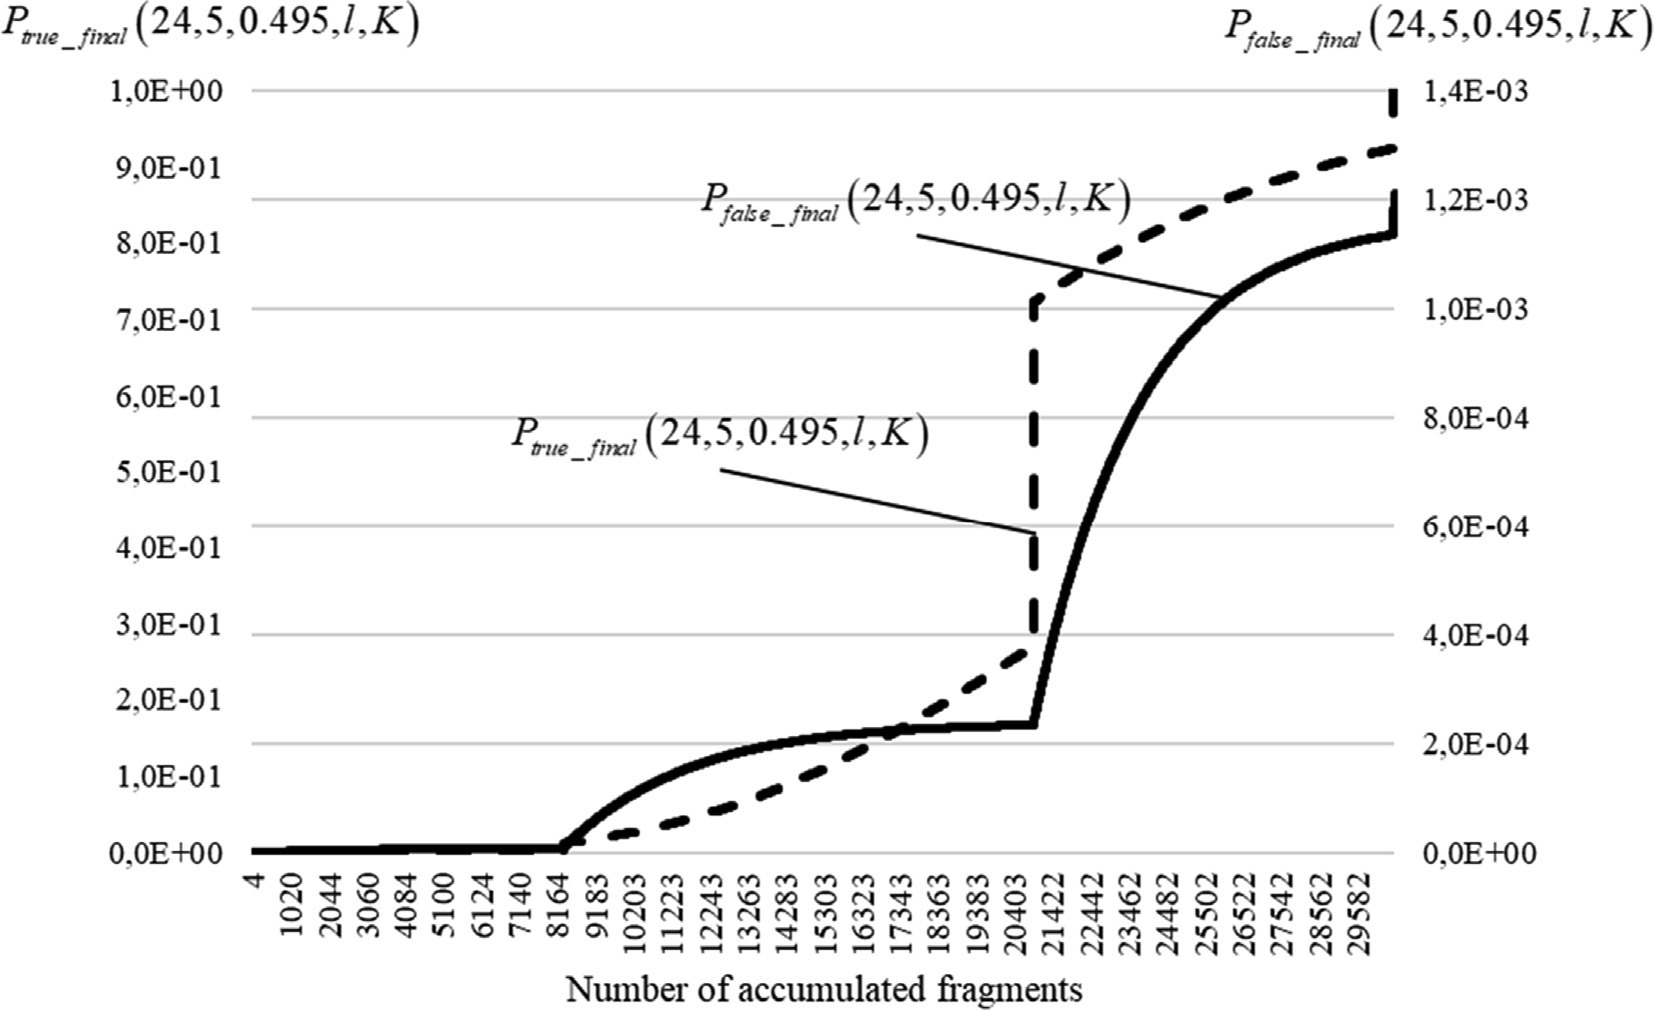 P_true_final (24,5,0.495,l,K)
P_false_final (24,5,0.495,l,K)
1,0E+00
9,0E-01
8,0E-01
7,0E-01
6,0E-01
5,0E-01
4,0E-01
3,0E-01
2,0E-01
1,0E-01
0,0E+00
P_false_final (24,5,0.495,l,K)
P_true_final (24,5,0.495,l,K)
1,4E-03
1,2E-03
1,0E-03
8,0E-04
6,0E-04
4,0E-04
2,0E-04
0,0E+00
4
1020
20444
3060
4084
5100
6124
7140
8164
9183
10203
11223
12243
13263
14283
15303
16323
17343
18363
19383
20403
21422
22442
23462
24482
25502
26522
27542
28562
29582
Number of accumulated fragments